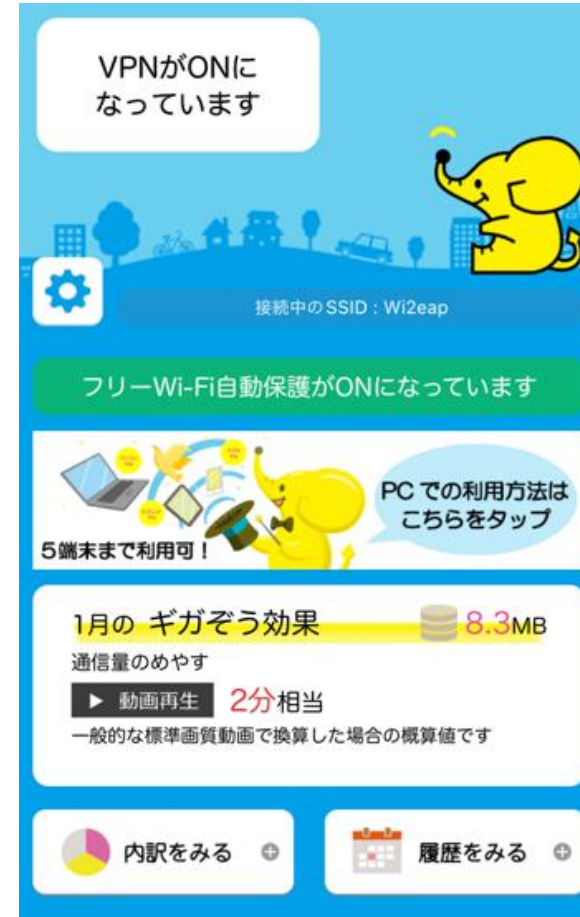 VPNがONに
なっています
接続中のSSID : Wi2eap
フリーWi-Fi自動保護がONになっています
PC での利用方法は
こちらをタップ
5端末まで利用可!
1月の ギガぞう効果 8.3MB
通信量のめやす
動画再生 2分相当
一般的な標準画質動画で換算した場合の概算値です
内訳をみる
履歴をみる